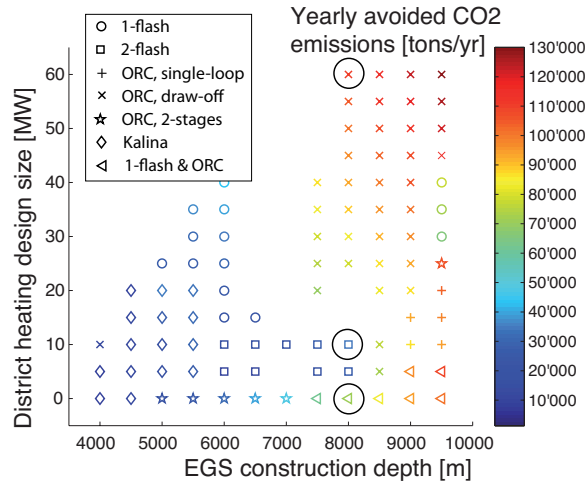 Yearly avoided CO2
emissions [tons/yr]
1-flash
2-flash
ORC, single-loop
ORC, draw-off
ORC, 2-stages
Kalina
1-flash & ORC
District heating design size [MW]
60
50
40
30
20
10
0
4000 5000 6000 7000 8000 9000 10000
EGS construction depth [m]
130'000
120'000
110'000
100'000
90'000
80'000
70'000
60'000
50'000
40'000
30'000
20'000
10'000